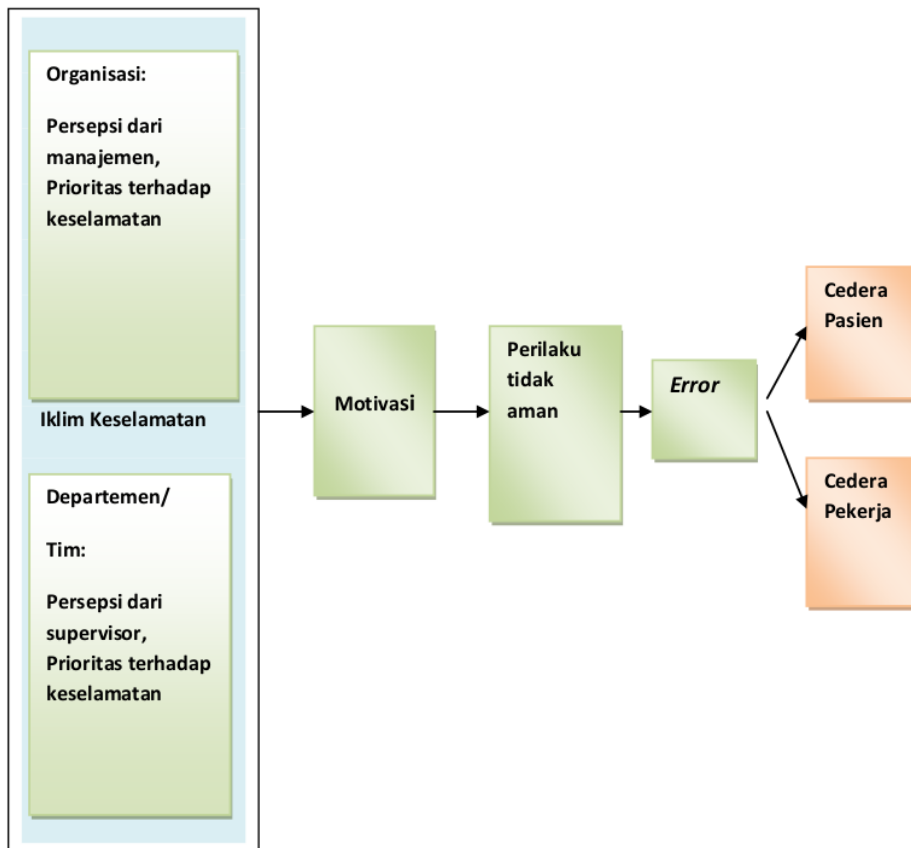 Organisasi:
Persepsi dari
manajemen,
Prioritas terhadap
keselamatan
Iklim Keselamatan
Departemen/
Tim:
Persepsi dari
supervisor,
Prioritas terhadap
keselamatan
Motivasi
Perilaku
tidak
aman
Error
Cedera
Pasien
Cedera
Pekerja